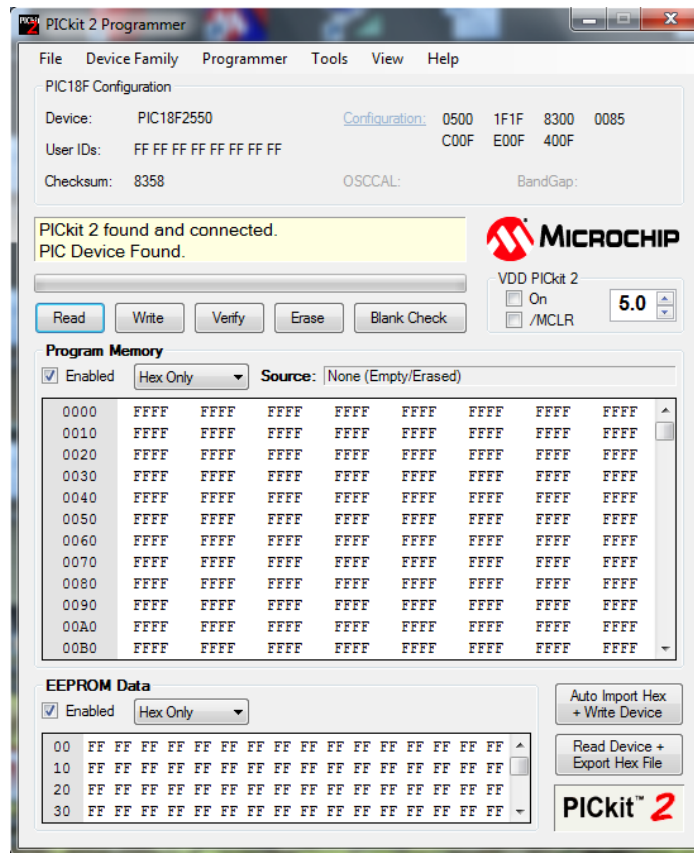 PICkit 2 Programmer
File Device Family Programmer Tools View Help
PIC18F Configuration
Device: PIC18F2550 Configuration: 0500 1F1F 8300 0085
C00F E00F 400F
User IDs: FF FF FF FF FF FF FF FF
Checksum: 8358 OSCCAL: BandGap:
PICkit 2 found and connected.
PIC Device Found.
MICROCHIP
VDD PICkit 2
On
/MCLR
5.0
Read Write Verify Erase Blank Check
Program Memory
Enabled Hex Only Source: None (Empty/Erased)
0000 FFFF FFFF FFFF FFFF FFFF FFFF FFFF FFFF
0010 FFFF FFFF FFFF FFFF FFFF FFFF FFFF FFFF
0020 FFFF FFFF FFFF FFFF FFFF FFFF FFFF FFFF
0030 FFFF FFFF FFFF FFFF FFFF FFFF FFFF FFFF
0040 FFFF FFFF FFFF FFFF FFFF FFFF FFFF FFFF
0050 FFFF FFFF FFFF FFFF FFFF FFFF FFFF FFFF
0060 FFFF FFFF FFFF FFFF FFFF FFFF FFFF FFFF
0070 FFFF FFFF FFFF FFFF FFFF FFFF FFFF FFFF
0080 FFFF FFFF FFFF FFFF FFFF FFFF FFFF FFFF
0090 FFFF FFFF FFFF FFFF FFFF FFFF FFFF FFFF
00A0 FFFF FFFF FFFF FFFF FFFF FFFF FFFF FFFF
00B0 FFFF FFFF FFFF FFFF FFFF FFFF FFFF FFFF
EEPROM Data
Enabled Hex Only
00 FF FF FF FF FF FF FF FF FF FF FF FF FF FF FF FF
10 FF FF FF FF FF FF FF FF FF FF FF FF FF FF FF FF
20 FF FF FF FF FF FF FF FF FF FF FF FF FF FF FF FF
30 FF FF FF FF FF FF FF FF FF FF FF FF FF FF FF FF
Auto Import Hex
+ Write Device
Read Device +
Export Hex File
PICkit™ 2